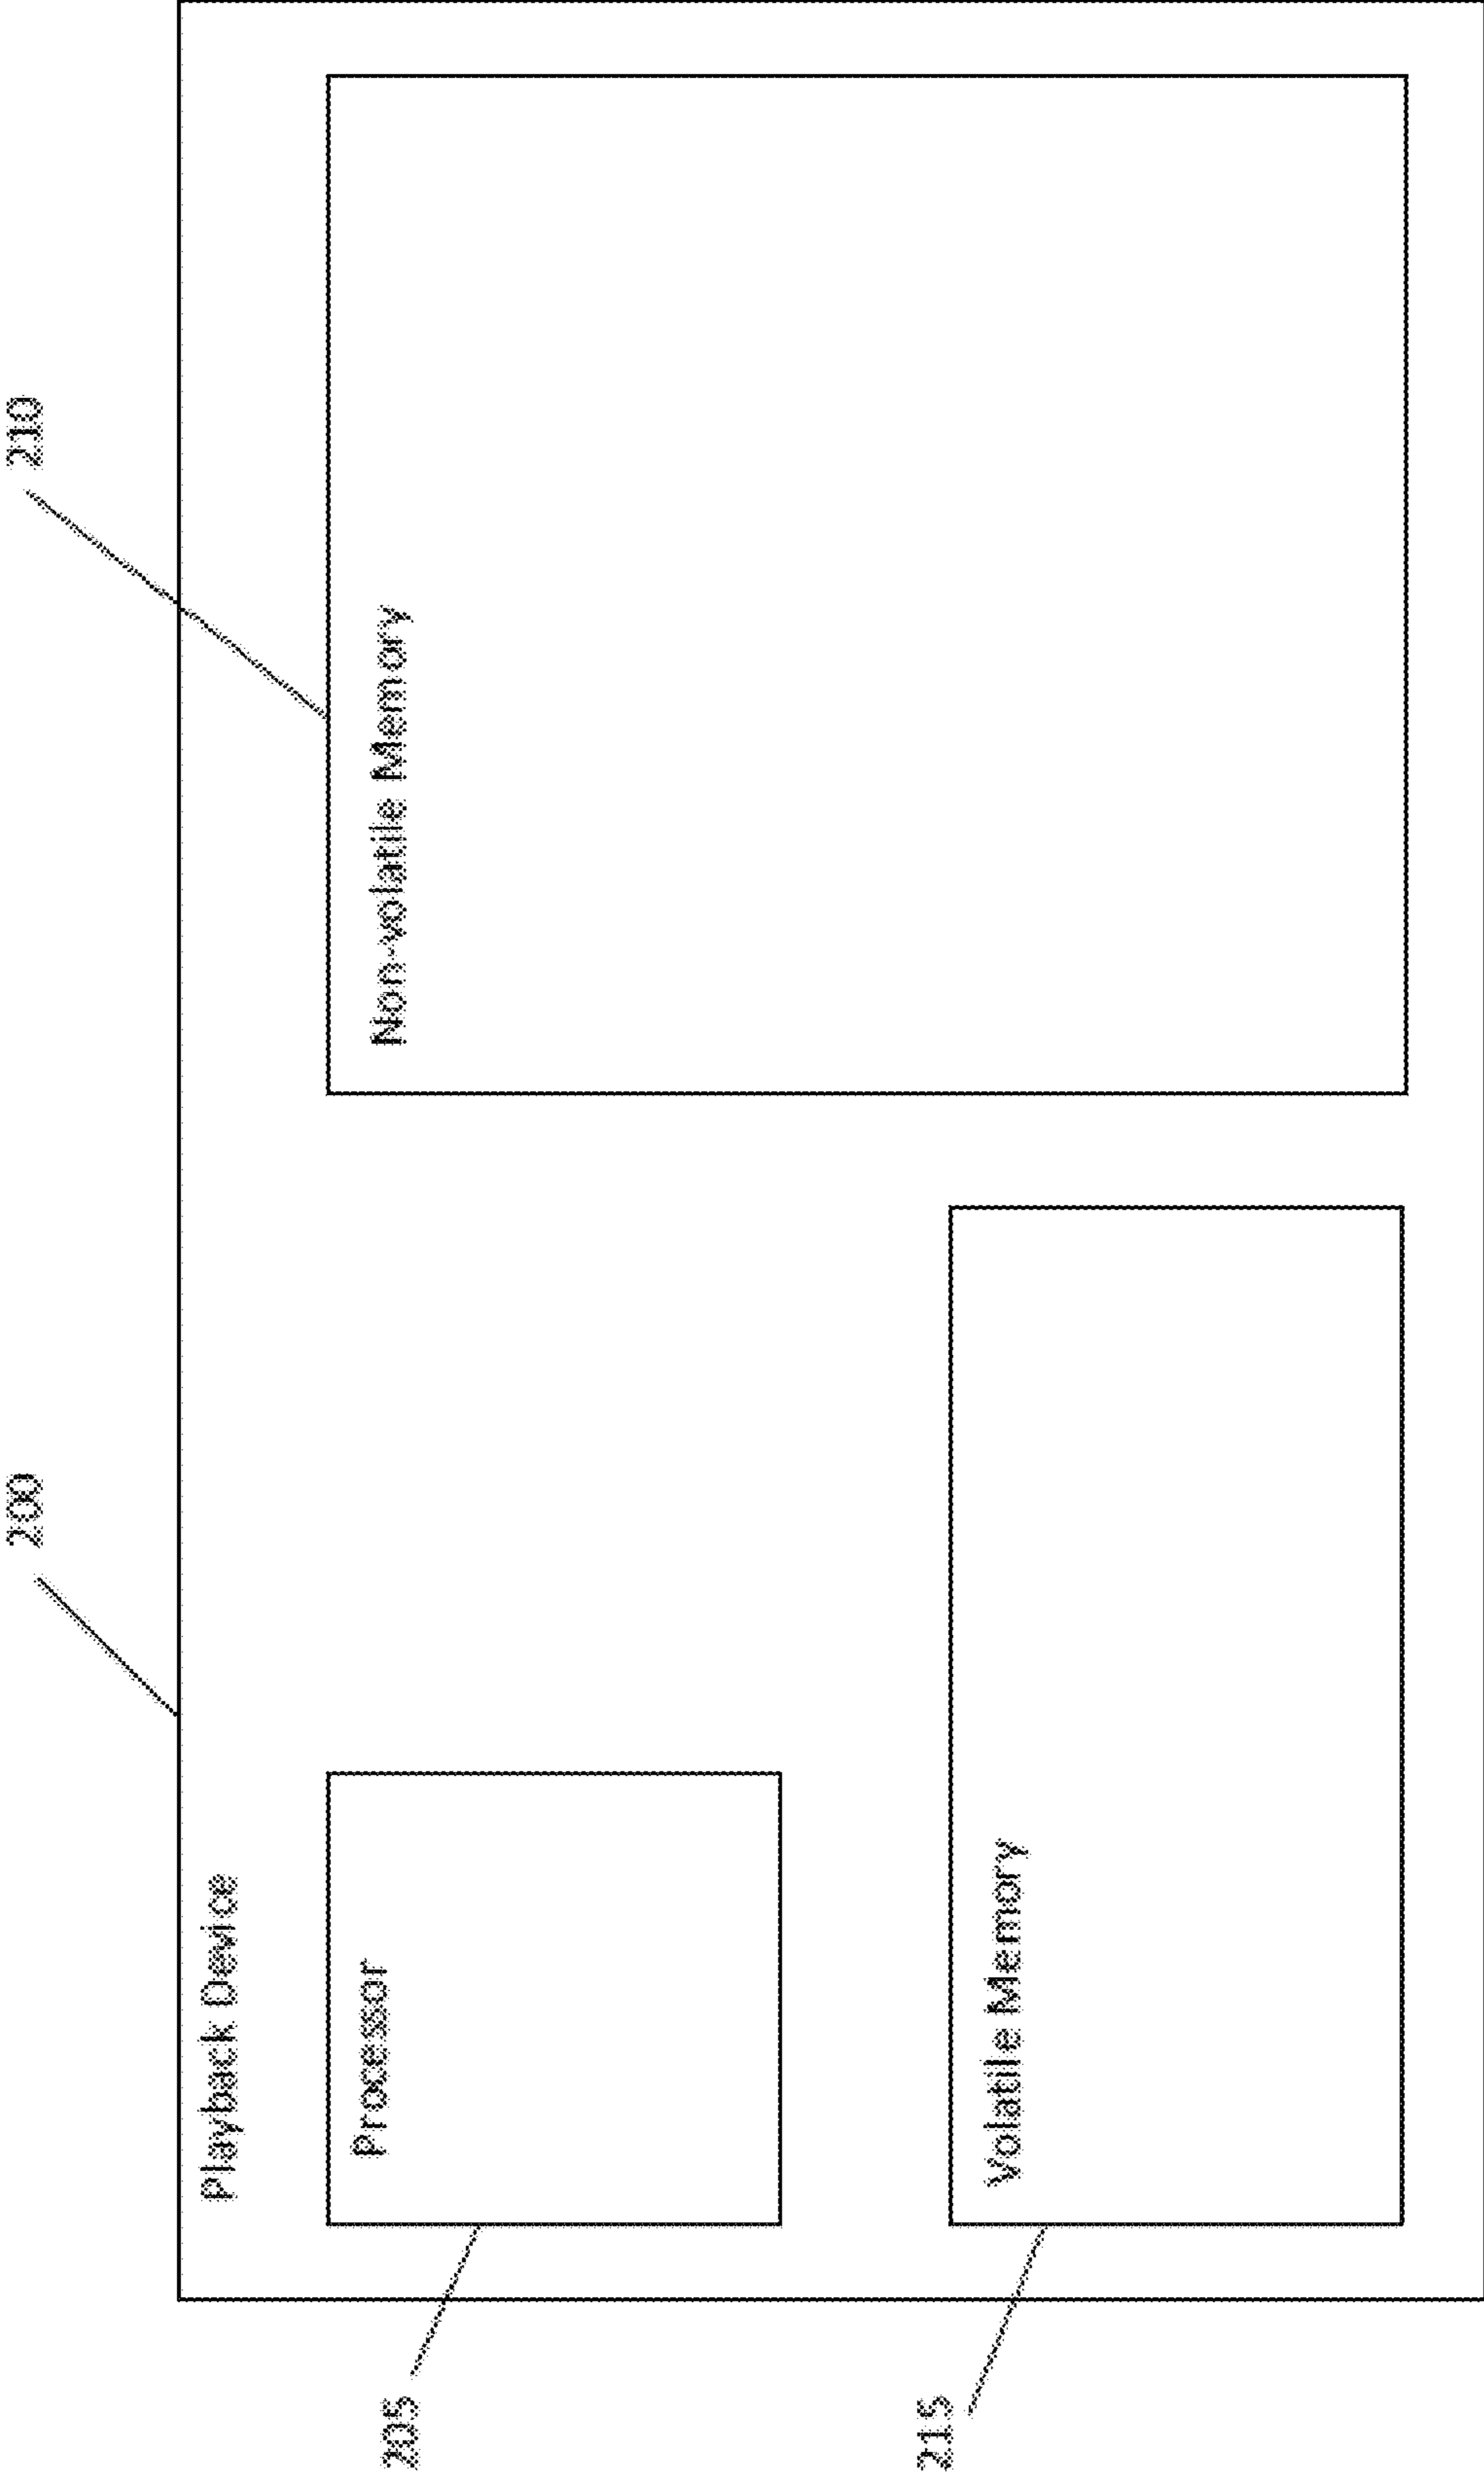 200
210
Playback Device
205
Processor
Non-volatile Memory
215
Volatile Memory